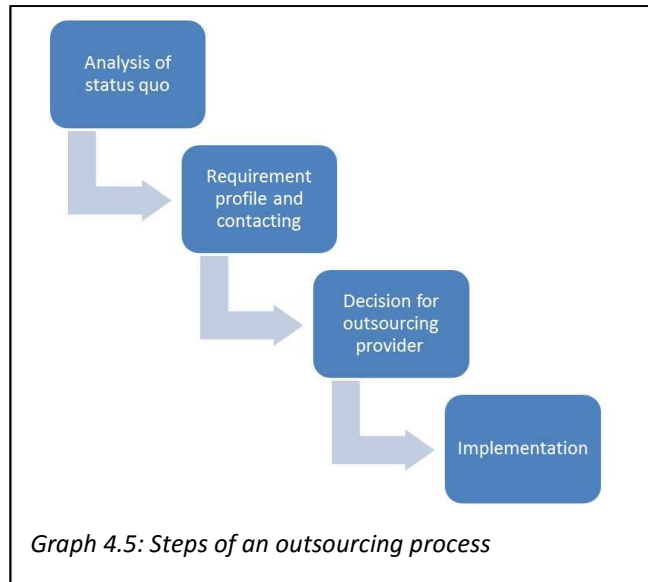 Analysis of
status quo
Requirement
profile and
contacting
Decision for
outsourcing
provider
Implementation
Graph 4.5: Steps of an outsourcing process